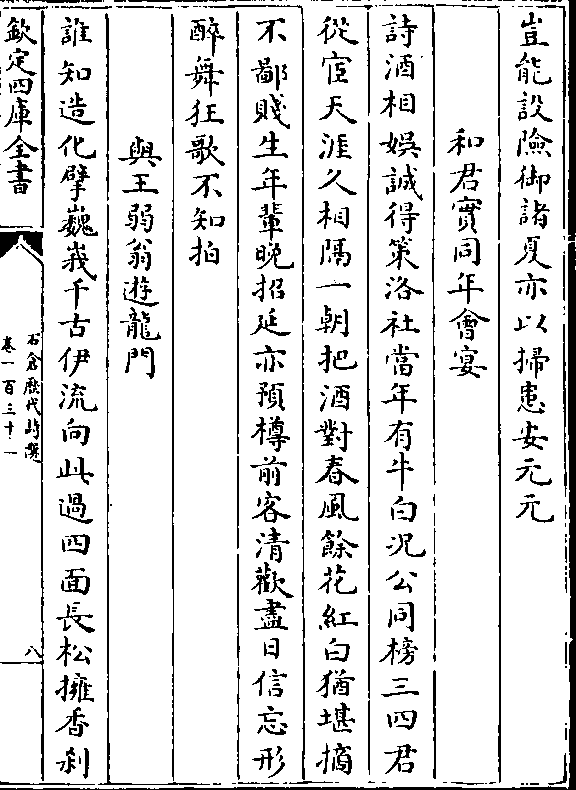 豈能設險御諸夏亦以掃患安元元
和君實同年會宴
詩酒相娛誠得策洛社當年有牛白況公同榜三四君
從宦天涯久相隔一朝把酒對春風餘花紅白猶堪摘
不鄙賤生年輩晚招延亦預樽前客清歡盡日信忘形
醉舞狂歌不知拍
與王弱翁遊龍門
誰知造化擘巍峩千古伊流向此過四面長松擁香刹
欽定四庫全書
石倉歷代詩選
卷一百三十一
八